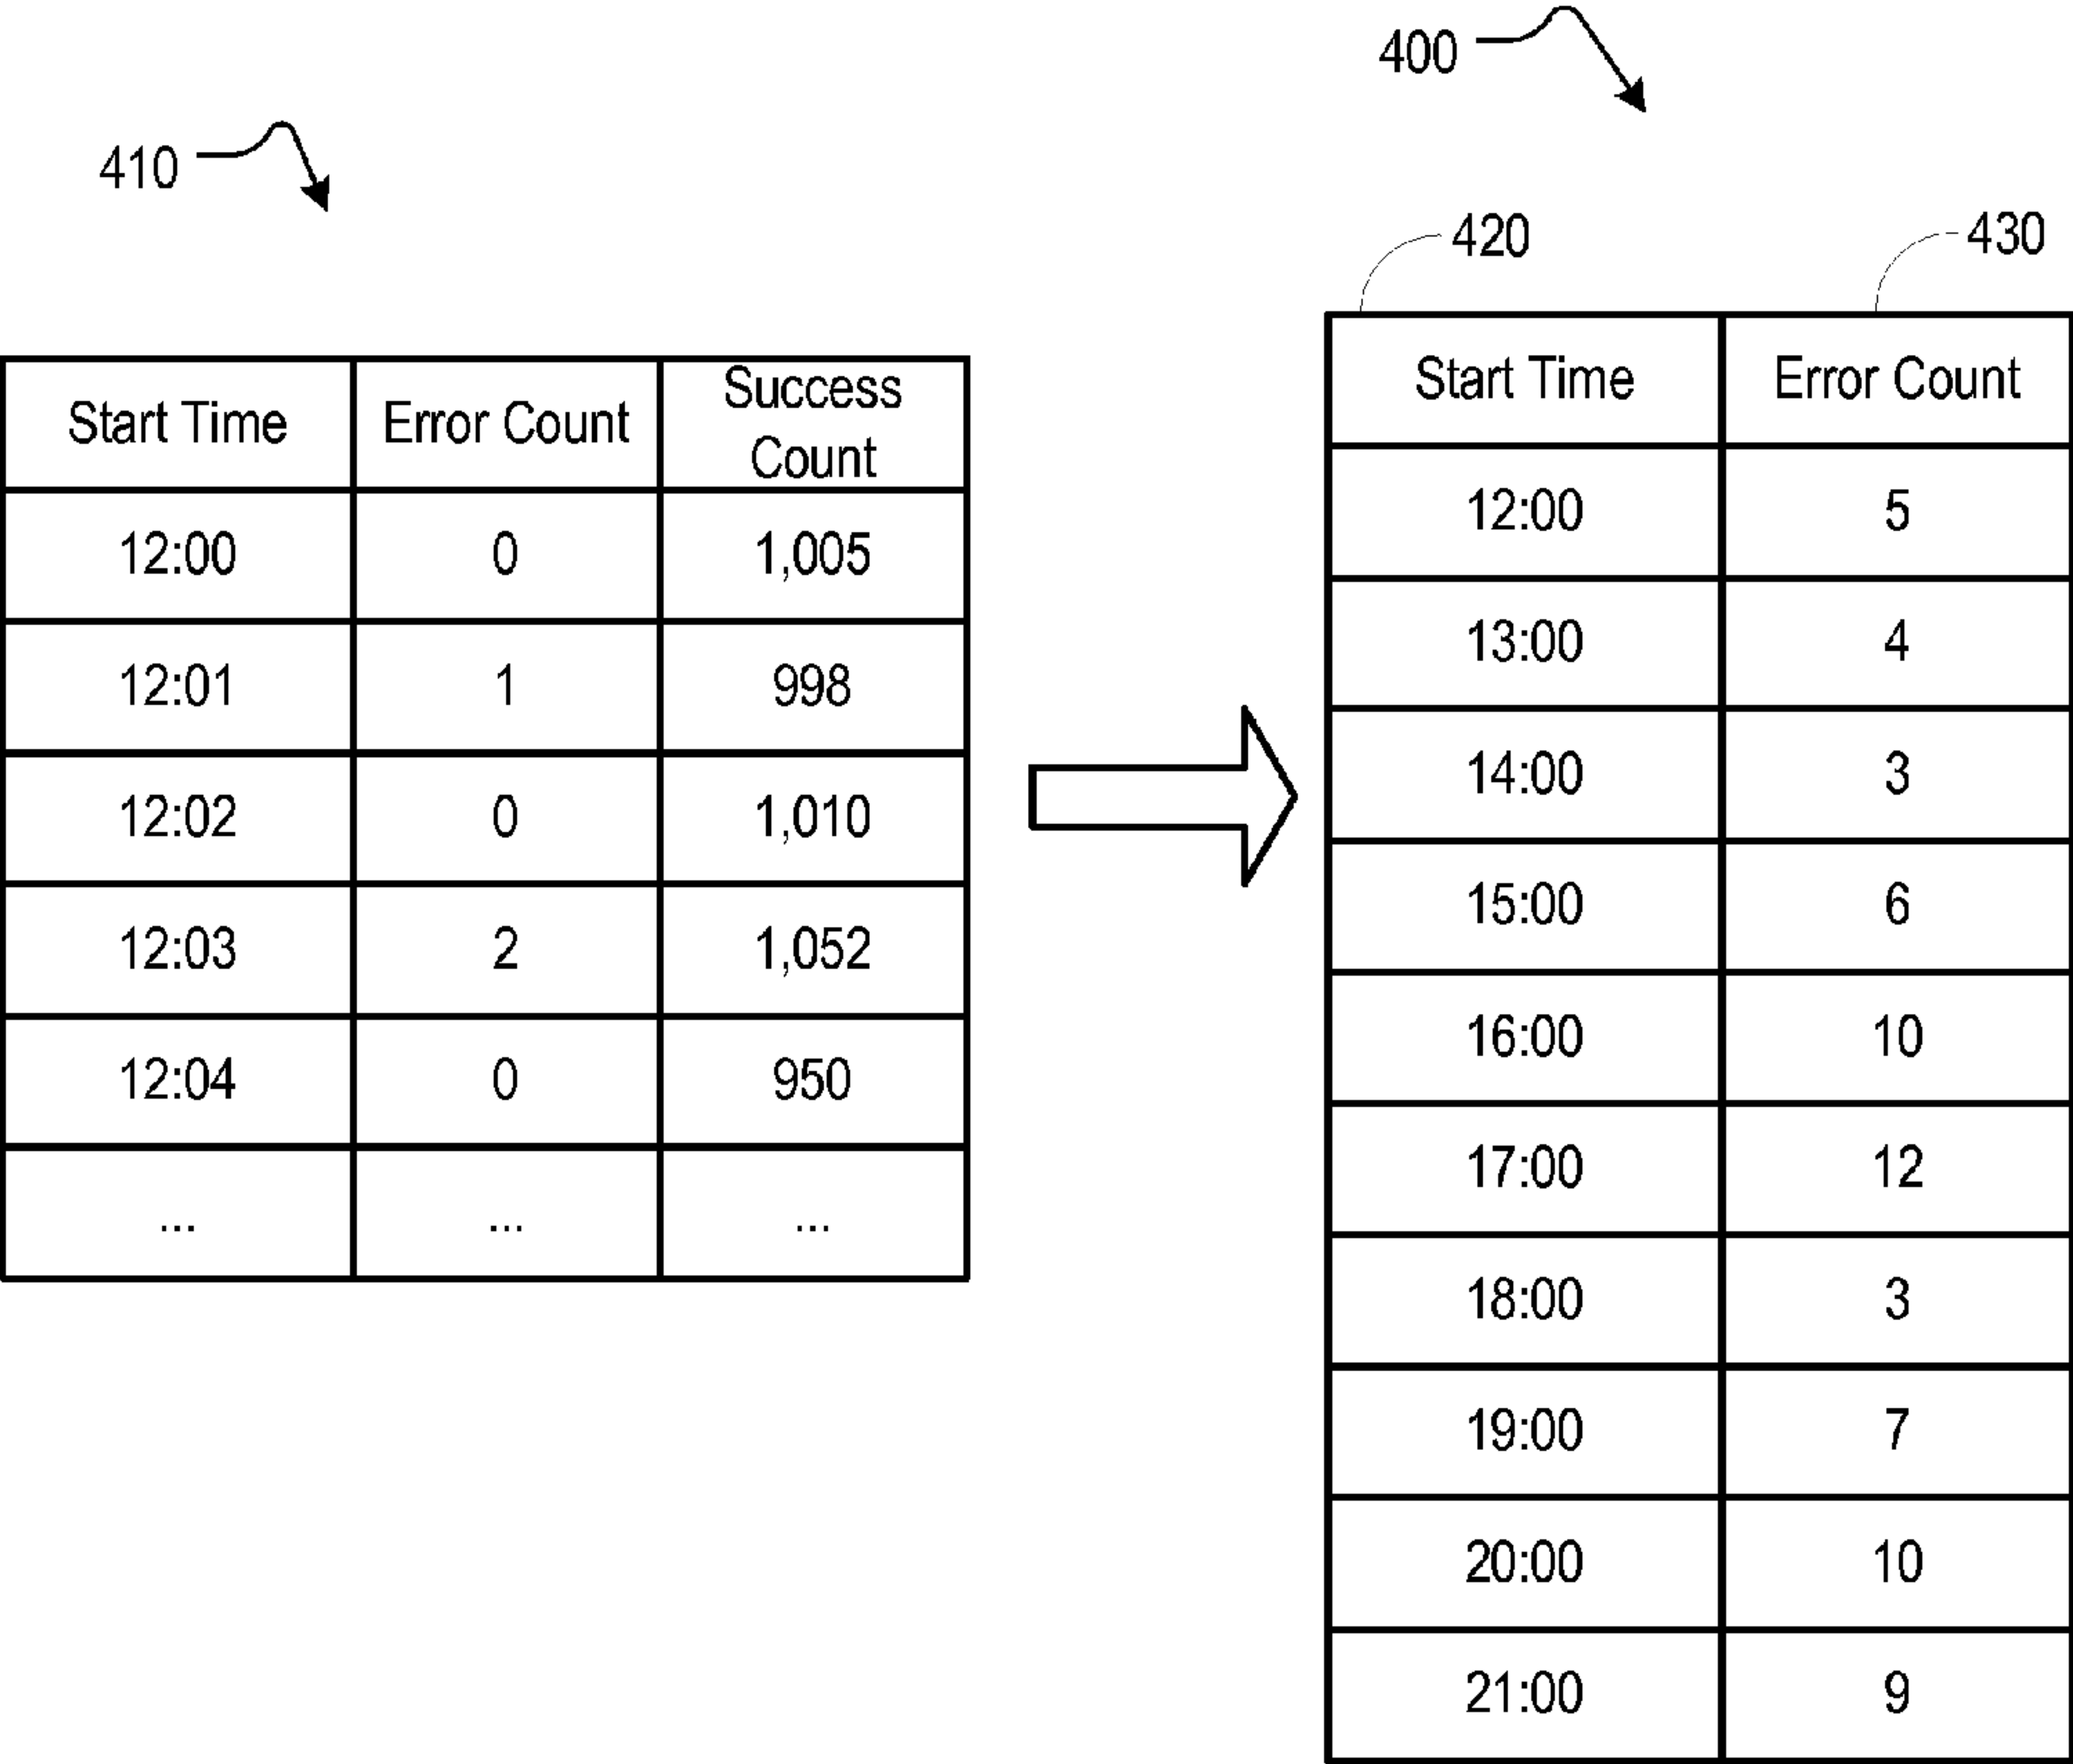 400
410
420
430
Start Time Error Count Success Count
12:00 0 1,005
12:01 1 998
12:02 0 1,010
12:03 2 1,052
12:04 0 950
... ... ...
Start Time Error Count
12:00 5
13:00 4
14:00 3
15:00 6
16:00 10
17:00 12
18:00 3
19:00 7
20:00 10
21:00 9